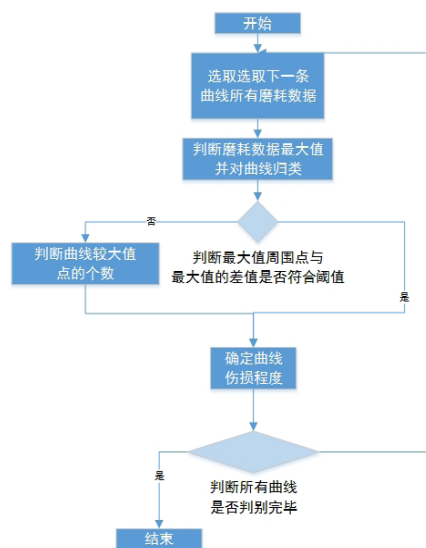 开始
选取选取下一条
曲线所有磨耗数据
判断磨耗数据最大值
并对曲线归类
否
判断曲线较大值
点的个数
判断最大值周围点与
最大值的差值是否符合阈值
是
确定曲线
伤损程度
是
判断所有曲线
是否判别完毕
结束